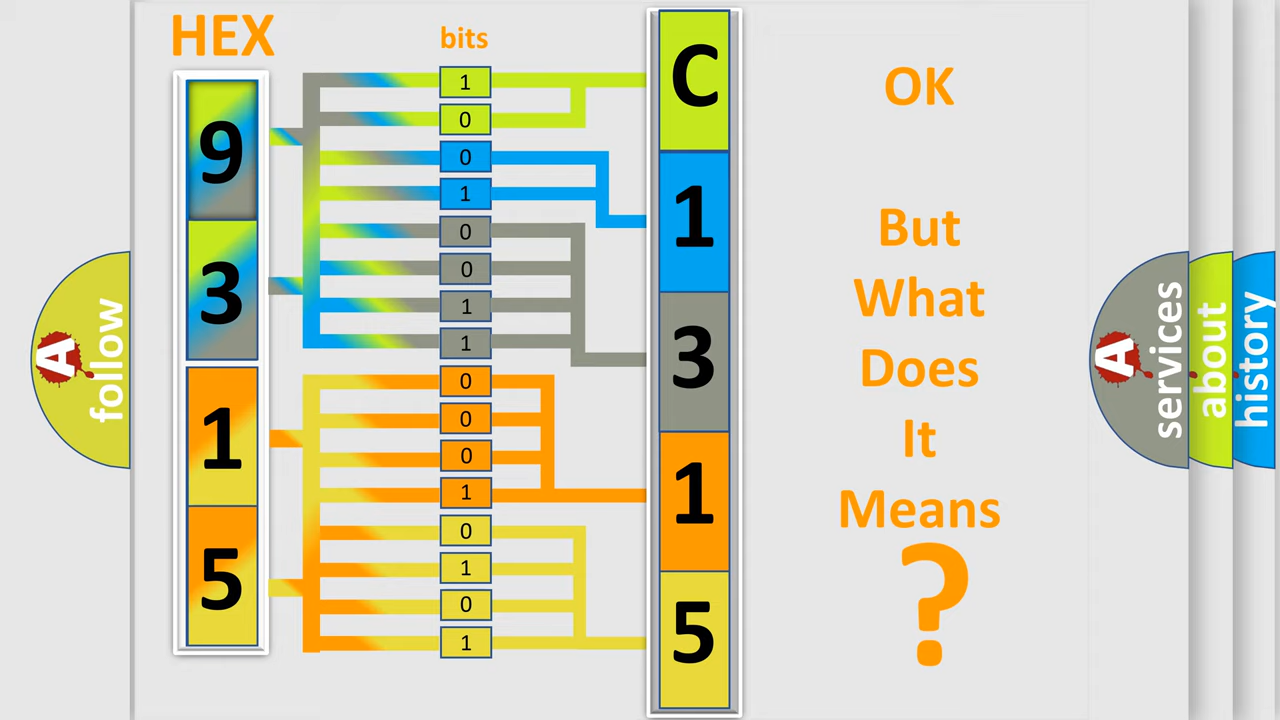 HEX
bits
9
3
1
5
1
0
0
1
0
0
1
1
0
0
0
1
0
1
0
1
C
1
3
1
5
OK
But
What
Does
It
Means
?
A
follow
A
services
about
history